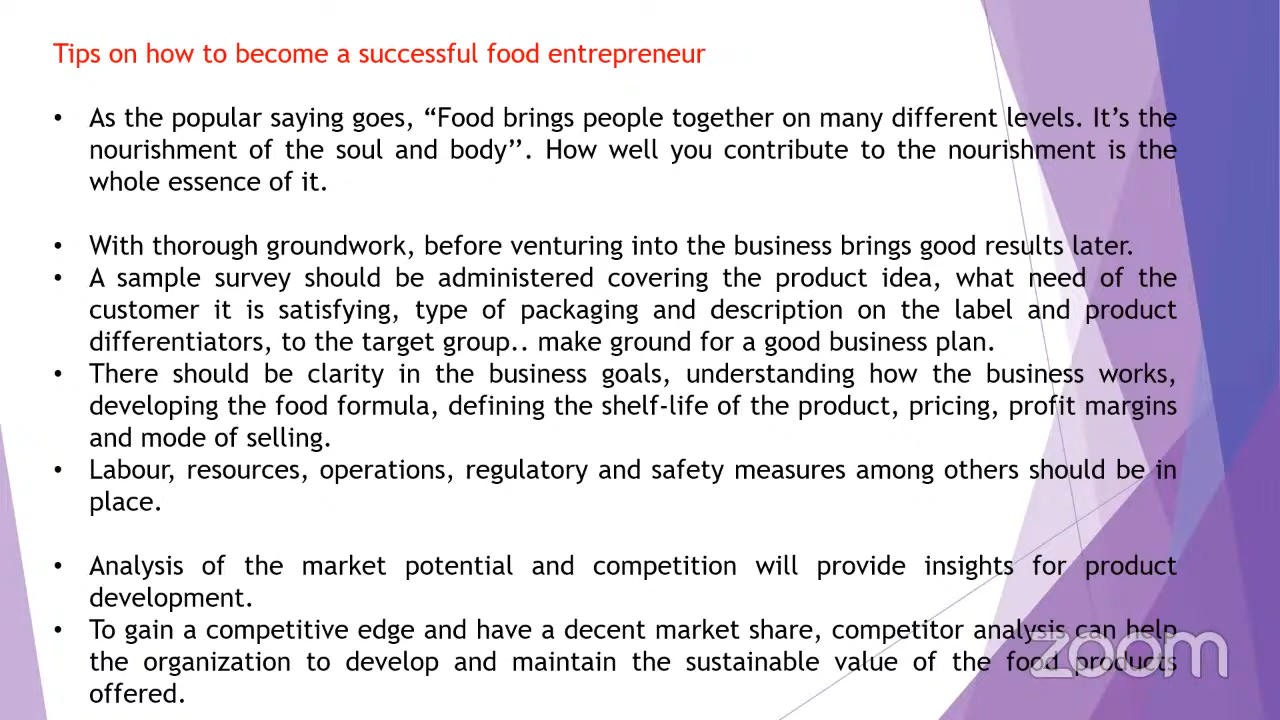 Tips on how to become a successful food entrepreneur
• As the popular saying goes, “Food brings people together on many different levels. It’s the
nourishment of the soul and body”. How well you contribute to the nourishment is the
whole essence of it.
• With thorough groundwork, before venturing into the business brings good results later.
• A sample survey should be administered covering the product idea, what need of the
customer it is satisfying, type of packaging and description on the label and product
differentiators, to the target group.. make ground for a good business plan.
• There should be clarity in the business goals, understanding how the business works,
developing the food formula, defining the shelf-life of the product, pricing, profit margins
and mode of selling.
• Labour, resources, operations, regulatory and safety measures among others should be in
place.
• Analysis of the market potential and competition will provide insights for product
development.
• To gain a competitive edge and have a decent market share, competitor analysis can help
the organization to develop and maintain the sustainable value of the food products
offered.
zoom